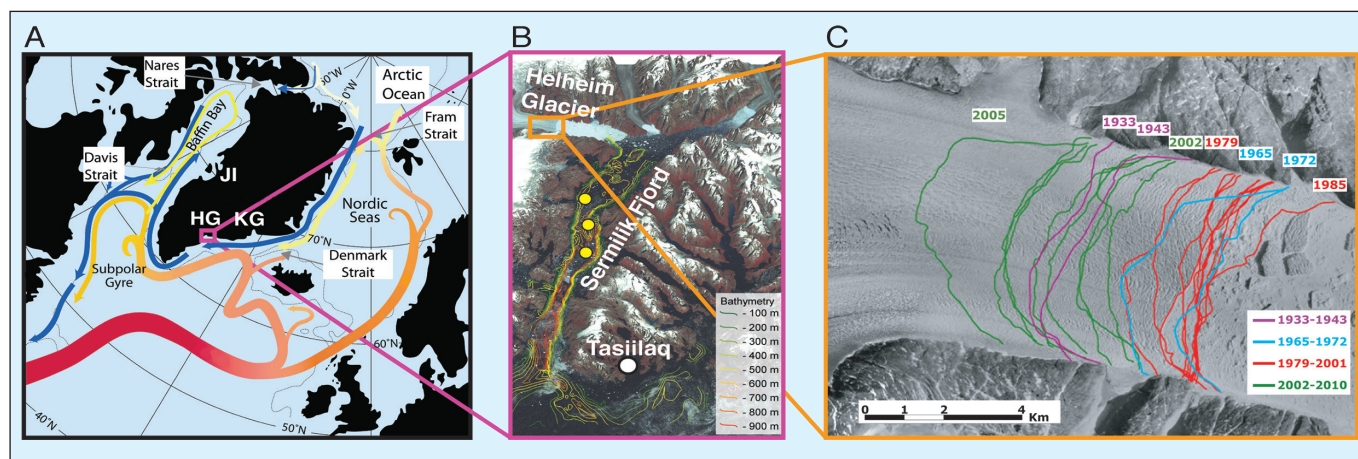 A
Nares
Strait
Arctic
Ocean
Fram
Strait
Baffin Bay
Davis
Strait
JI
HG KG
Nordic
Seas
70°N
Denmark
Strait
Subpolar
Gyre
60°N
50°N
40°N
B
Helheim
Glacier
Sermilik Fjord
Tasiilaq
Bathymetry
- 100 m
- 200 m
- 300 m
- 400 m
- 500 m
- 600 m
- 700 m
- 800 m
- 900 m
C
2005
1933
1943
2002
1979
1965
1972
1985
1933-1943
1965-1972
1979-2001
2002-2010
0 1 2 4
Km